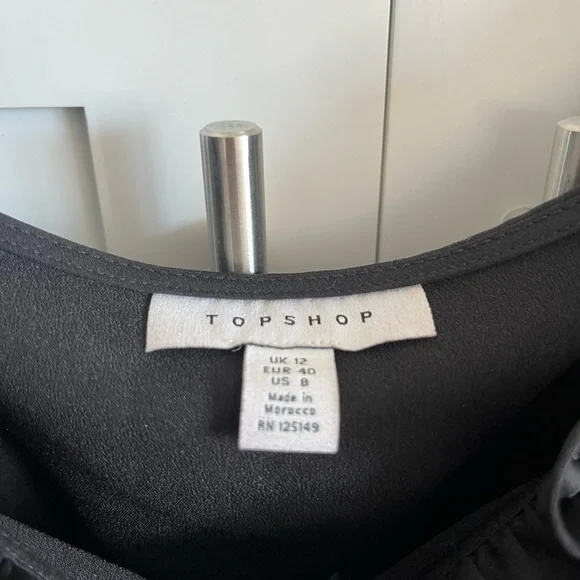 TOPSHOP
UK 12
EUR 40
US 8
Made in
Morocco
RN 125149